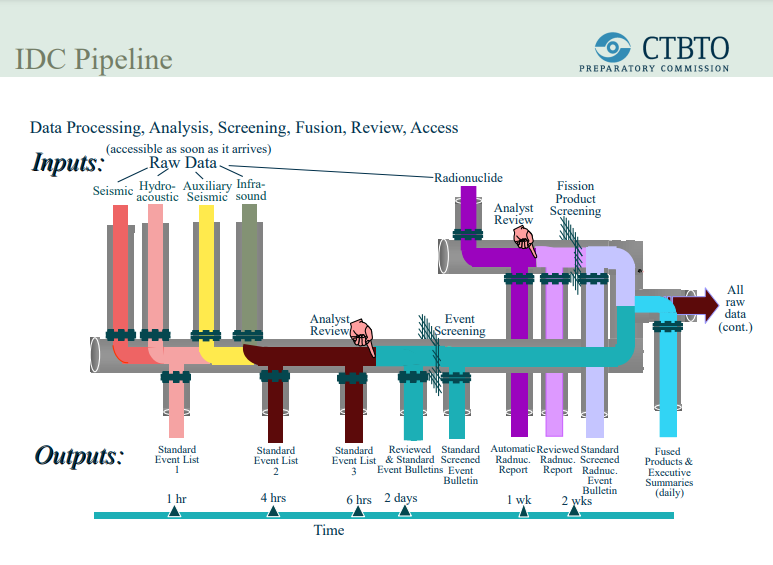 IDC Pipeline
CTBTO
PREPARATORY COMMISSION
Data Processing, Analysis, Screening, Fusion, Review, Access
(accessible as soon as it arrives)
Inputs:
Raw Data
Seismic
Hydro-
acoustic
Auxiliary
Seismic
Infra-
sound
Radionuclide
Analyst
Review
Fission
Product
Screening
Analyst
Review
Event
Screening
All
raw
data
(cont.)
Outputs:
Standard
Event List
1
Standard
Event List
2
Standard
Event List
3
Reviewed
& Standard
Event Bulletins
Standard
Screened
Event
Bulletin
Automatic
Radnuc.
Report
Reviewed
Radnuc.
Report
Standard
Screened
Radnuc.
Event
Bulletin
Fused
Products &
Executive
Summaries
(daily)
1 hr
4 hrs
6 hrs
2 days
1 wk
2 wks
Time